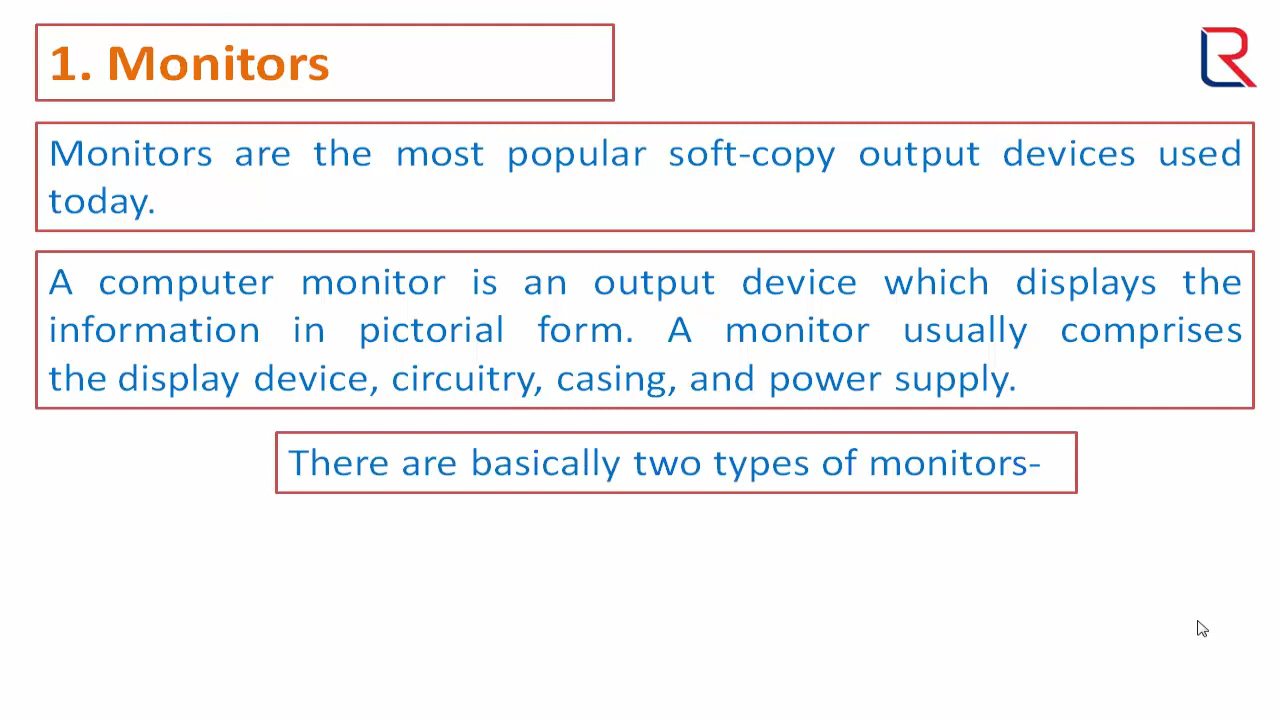 1. Monitors
Monitors are the most popular soft-copy output devices used
today.
A computer monitor is an output device which displays the
information in pictorial form. A monitor usually comprises
the display device, circuitry, casing, and power supply.
There are basically two types of monitors-